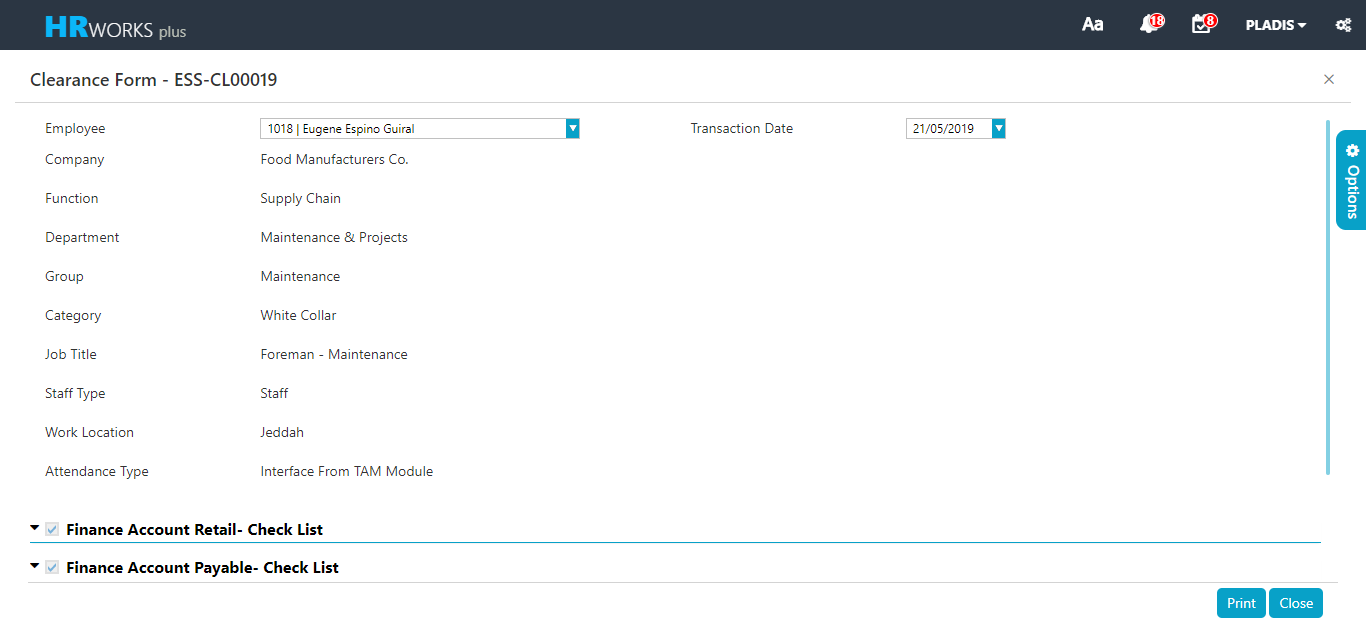 HRWORKS plus
Aa 18 8 PLADIS
Clearance Form - ESS-CL00019
Employee 1018 | Eugene Espino Guiral Transaction Date 21/05/2019
Company Food Manufacturers Co.
Function Supply Chain
Department Maintenance & Projects
Group Maintenance
Category White Collar
Job Title Foreman - Maintenance
Staff Type Staff
Work Location Jeddah
Attendance Type Interface From TAM Module
Options
Finance Account Retail- Check List
Finance Account Payable- Check List
Print Close